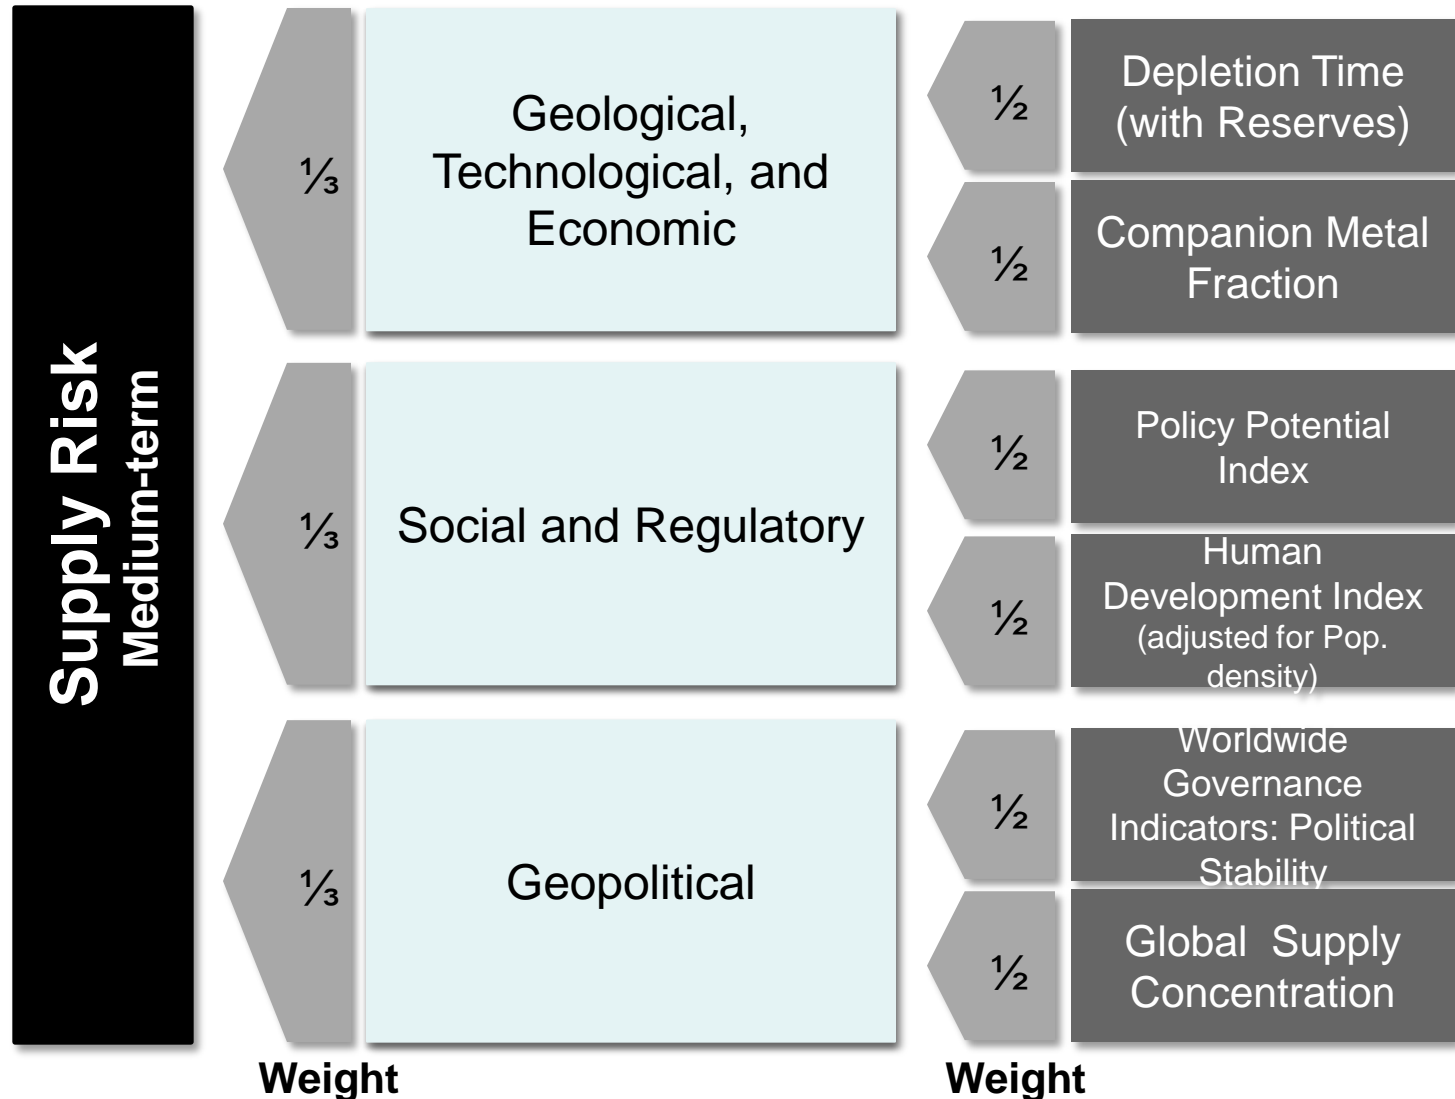 Supply Risk
Medium-term
⅓
Geological,
Technological, and
Economic
½
Depletion Time
(with Reserves)
½
Companion Metal
Fraction
⅓
Social and Regulatory
½
Policy Potential
Index
½
Human
Development Index
(adjusted for Pop.
density)
⅓
Geopolitical
½
Worldwide
Governance
Indicators: Political
Stability
½
Global Supply
Concentration
Weight
Weight